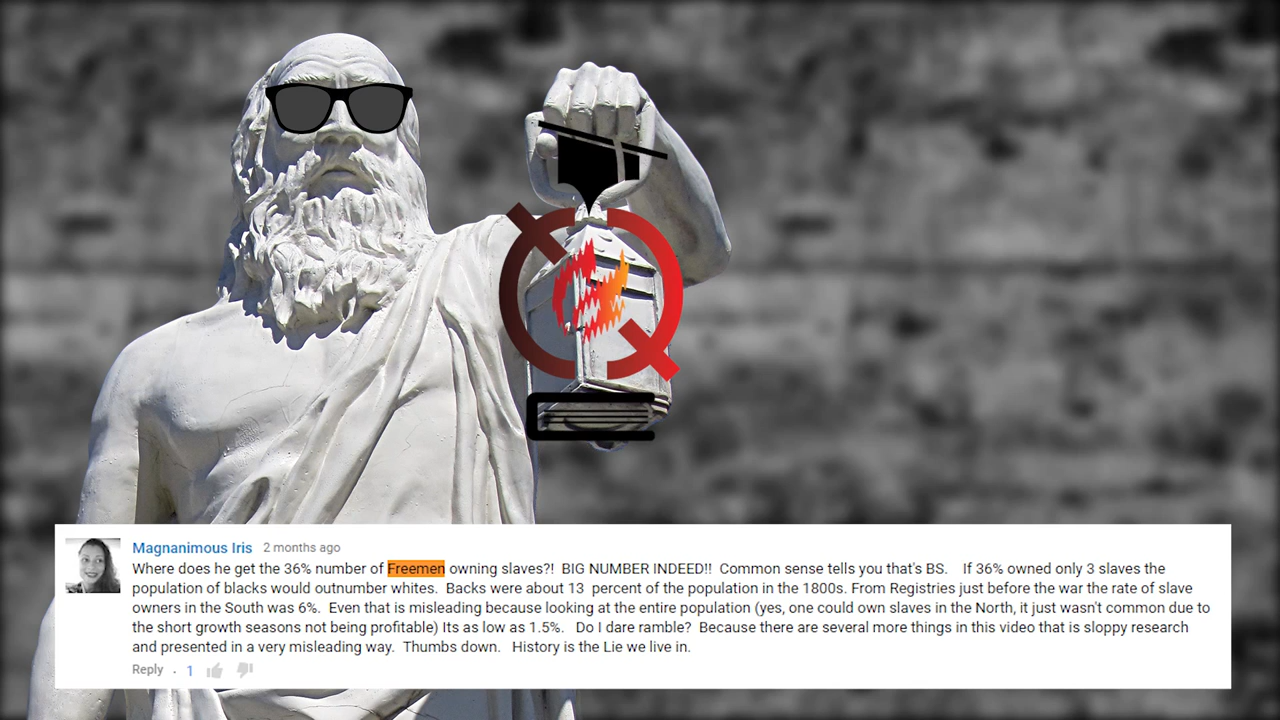 Magnanimous Iris 2 months ago
Where does he get the 36% number of Freemen owning slaves?!  BIG NUMBER INDEED!!  Common sense tells you that's BS.    If 36% owned only 3 slaves the
population of blacks would outnumber whites.  Backs were about 13  percent of the population in the 1800s. From Registries just before the war the rate of slave
owners in the South was 6%.  Even that is misleading because looking at the entire population (yes, one could own slaves in the North, it just wasn't common due to
the short growth seasons not being profitable) Its as low as 1.5%.   Do I dare ramble?  Because there are several more things in this video that is sloppy research
and presented in a very misleading way.  Thumbs down.   History is the Lie we live in.
Reply · 1